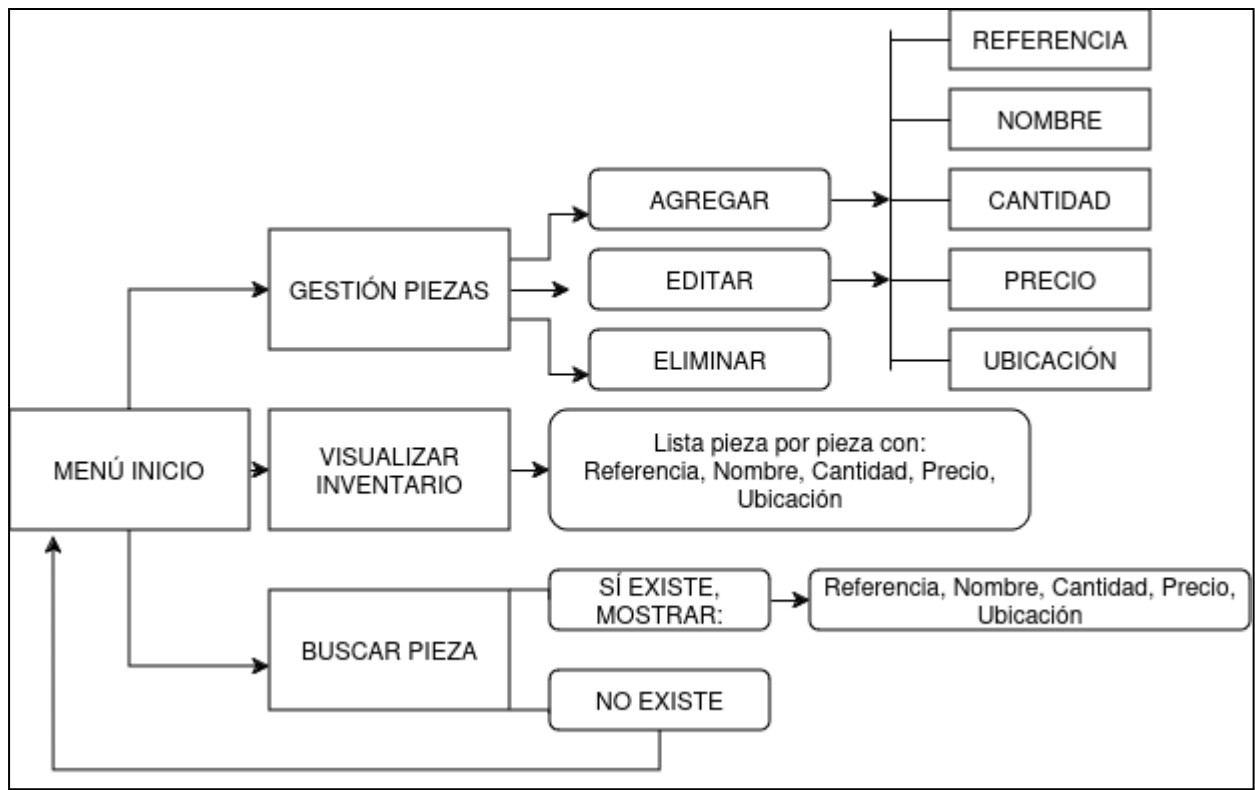 REFERENCIA
NOMBRE
AGREGAR
CANTIDAD
GESTIÓN PIEZAS
EDITAR
PRECIO
ELIMINAR
UBICACIÓN
MENÚ INICIO
VISUALIZAR
INVENTARIO
Lista pieza por pieza con:
Referencia, Nombre, Cantidad, Precio,
Ubicación
BUSCAR PIEZA
SÍ EXISTE,
MOSTRAR:
Referencia, Nombre, Cantidad, Precio,
Ubicación
NO EXISTE